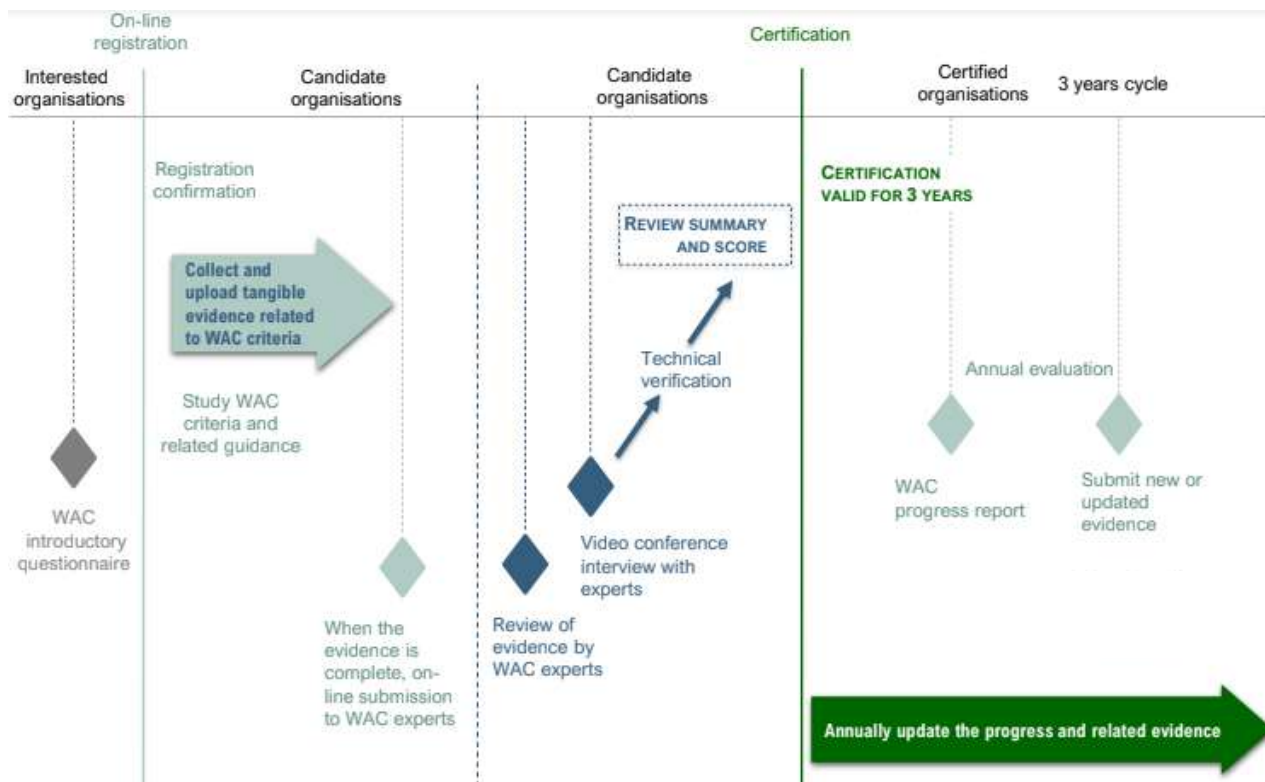 On-line
registration
Certification
Interested
organisations
Candidate
organisations
Candidate
organisations
Certified
organisations
3 years cycle
Registration
confirmation
CERTIFICATION
VALID FOR 3 YEARS
REVIEW SUMMARY
AND SCORE
Collect and
upload tangible
evidence related
to WAC criteria
Technical
verification
Annual evaluation
Study WAC
criteria and
related guidance
WAC
introductory
questionnaire
WAC
progress report
Submit new or
updated
evidence
Video conference
interview with
experts
When the
evidence is
complete, on-
line submission
to WAC experts
Review of
evidence by
WAC experts
Annually update the progress and related evidence